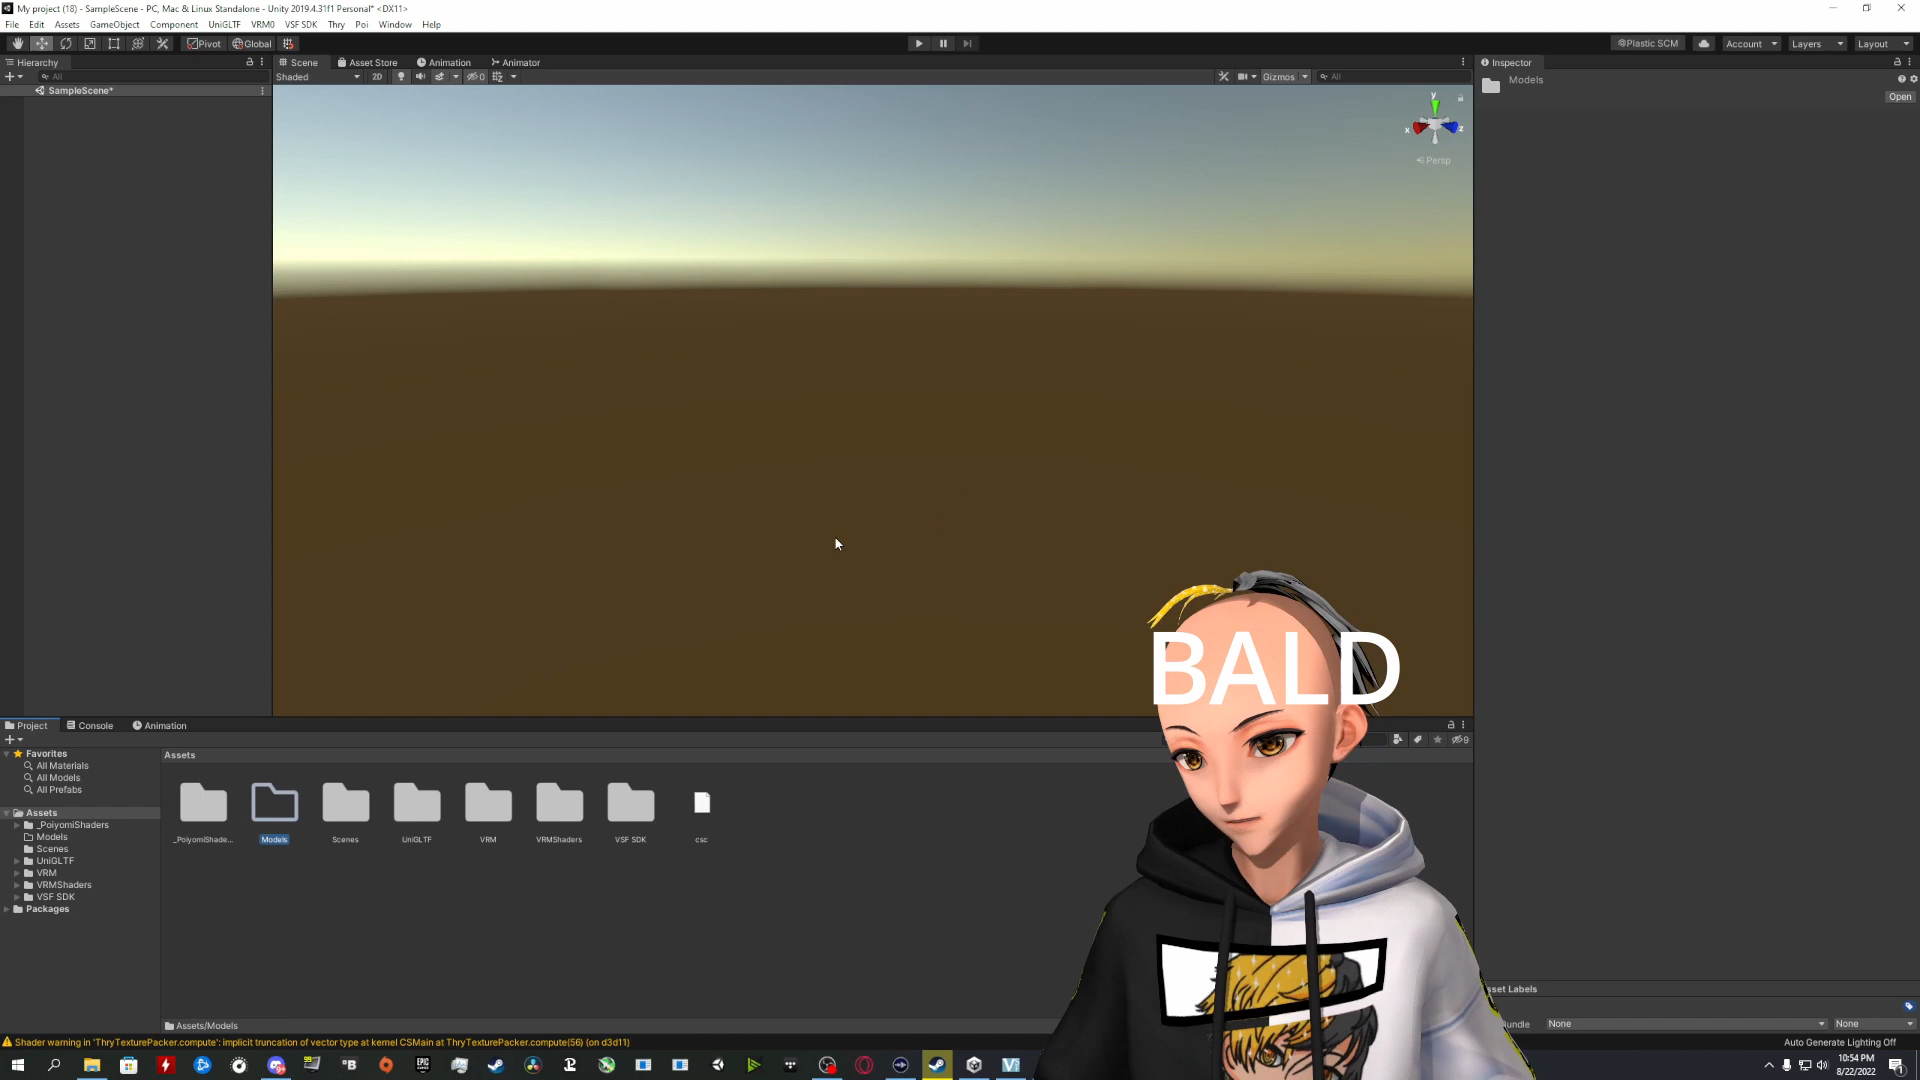 My project (18) - SampleScene - PC, Mac & Linux Standalone - Unity 2019.4.31f1 Personal* <DX11>
File Edit Assets GameObject Component UniGLTF VRM0 VSF SDK Thry Poi Window Help
Pivot Global Plastic SCM Account Layers Layout
Hierarchy Scene Asset Store Animation Animator Inspector
All Shaded 2D 0 Gizmos All Models
SampleScene* Open
y
x z
Persp
BALD
Project Console Animation
9
Favorites Assets
All Materials
All Models
All Prefabs
Assets
_PoiyomiShaders
Models
Scenes
UniGLTF
VRM
VRMShaders
VSF SDK
Packages
_PoiyomiShade... Models Scenes UniGLTF VRM VRMShaders VSF SDK csc
sset Labels
Assets/Models
undle None None
Shader warning in 'ThryTexturePacker.compute': implicit truncation of vector type at kernel CSMain at ThryTexturePacker.compute(56) (on d3d11)
Auto Generate Lighting Off
10:54 PM
8/22/2022